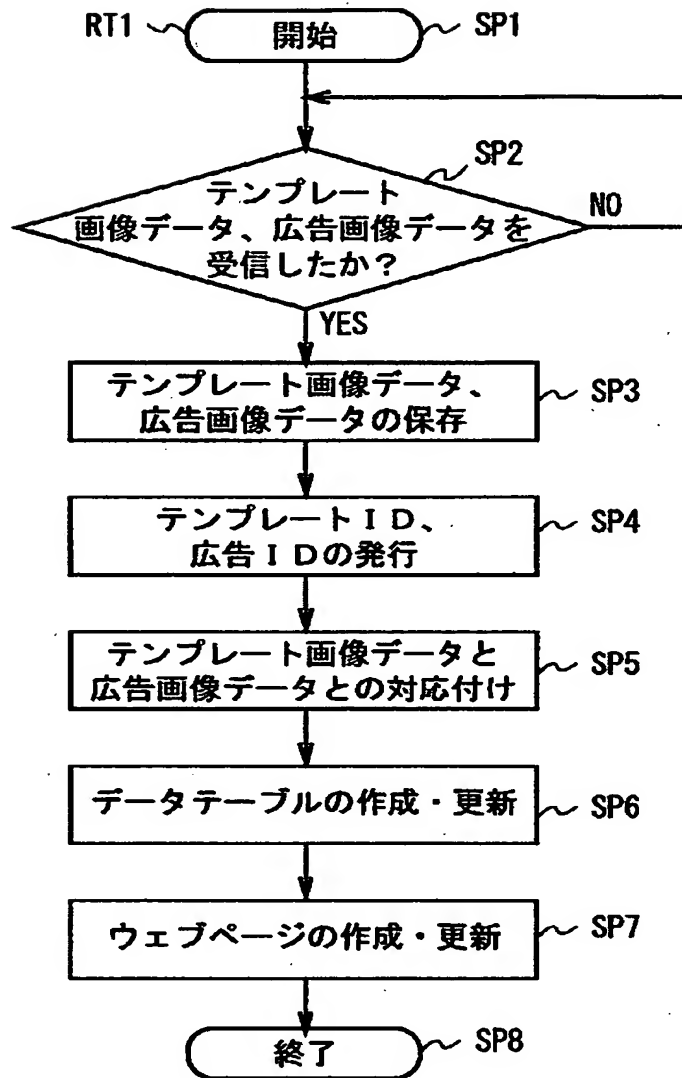 RT1
開始
SP1
SP2
テンプレート
画像データ、広告画像データを
受信したか?
NO
YES
テンプレート画像データ、
広告画像データの保存
SP3
テンプレートID、
広告IDの発行
SP4
テンプレート画像データと
広告画像データとの対応付け
SP5
データテーブルの作成・更新
SP6
ウェブページの作成・更新
SP7
終了
SP8